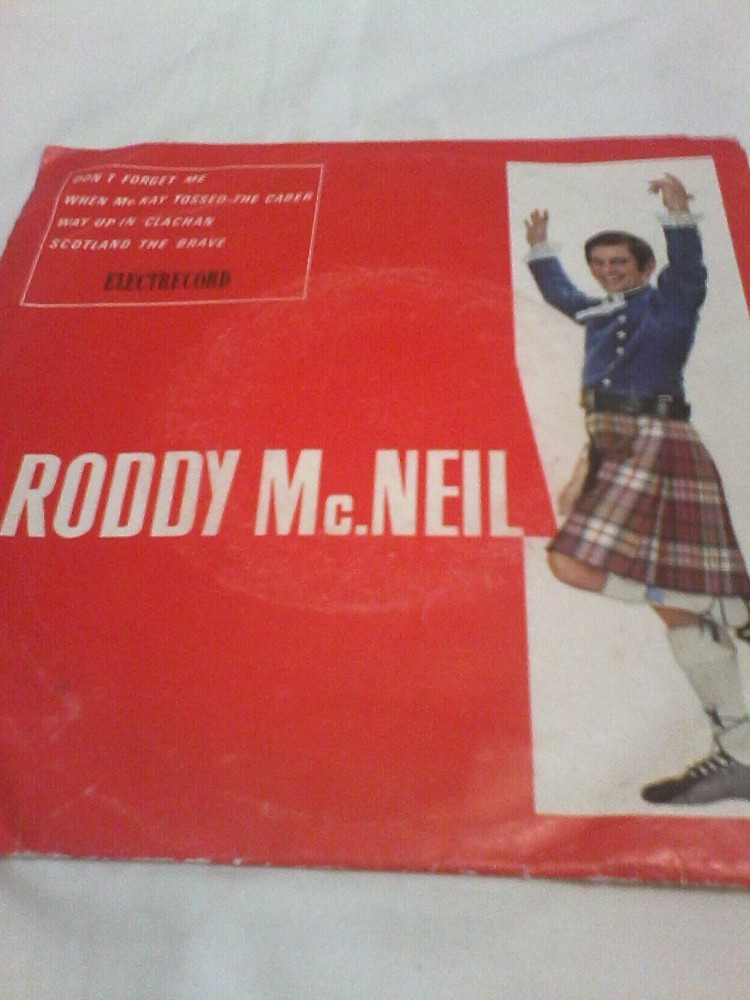 DON'T FORGET ME
WHEN Mc. KAY TOSSED-THE CABER
WAY UP IN CLACHAN
SCOTLAND THE BRAVE
ELECTRECORD
RODDY Mc.NEIL